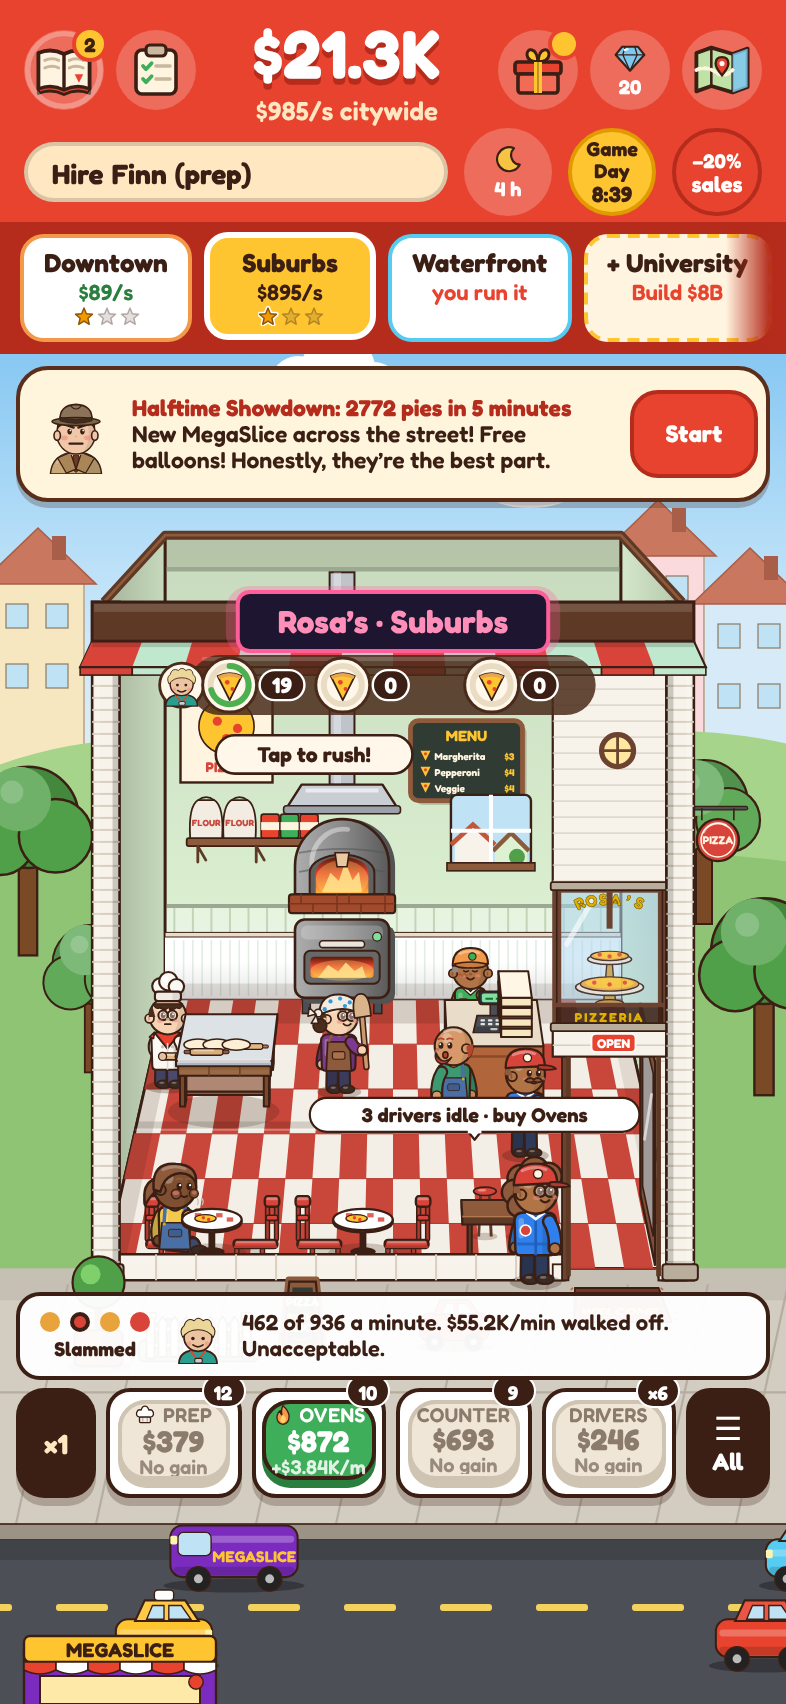 2
$21.3K
$985/s citywide
20
Hire Finn (prep)
4 h
Game
Day
8:39
−20%
sales
Downtown
$89/s
Suburbs
$895/s
Waterfront
you run it
+ University
Build $8B
Halftime Showdown: 2772 pies in 5 minutes
New MegaSlice across the street! Free
balloons! Honestly, they're the best part.
Start
Rosa's · Suburbs
19
0
0
Tap to rush!
MENU
Margherita $3
Pepperoni $4
Veggie $4
FLOUR
FLOUR
PIZZA
ROSA'S
PIZZERIA
OPEN
3 drivers idle · buy Ovens
Slammed
462 of 936 a minute. $55.2K/min walked off.
Unacceptable.
x1
12
PREP
$379
No gain
10
OVENS
$872
+$3.84K/m
9
COUNTER
$693
No gain
x6
DRIVERS
$246
No gain
All
MEGASLICE
MEGASLICE